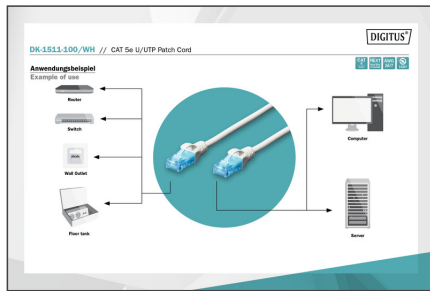 DIGITUS®
DK-1511-100/WH // CAT 5e U/UTP Patch Cord
Anwendungsbeispiel
Example of use
Router
Switch
Wall Outlet
Floor tank
Computer
Server